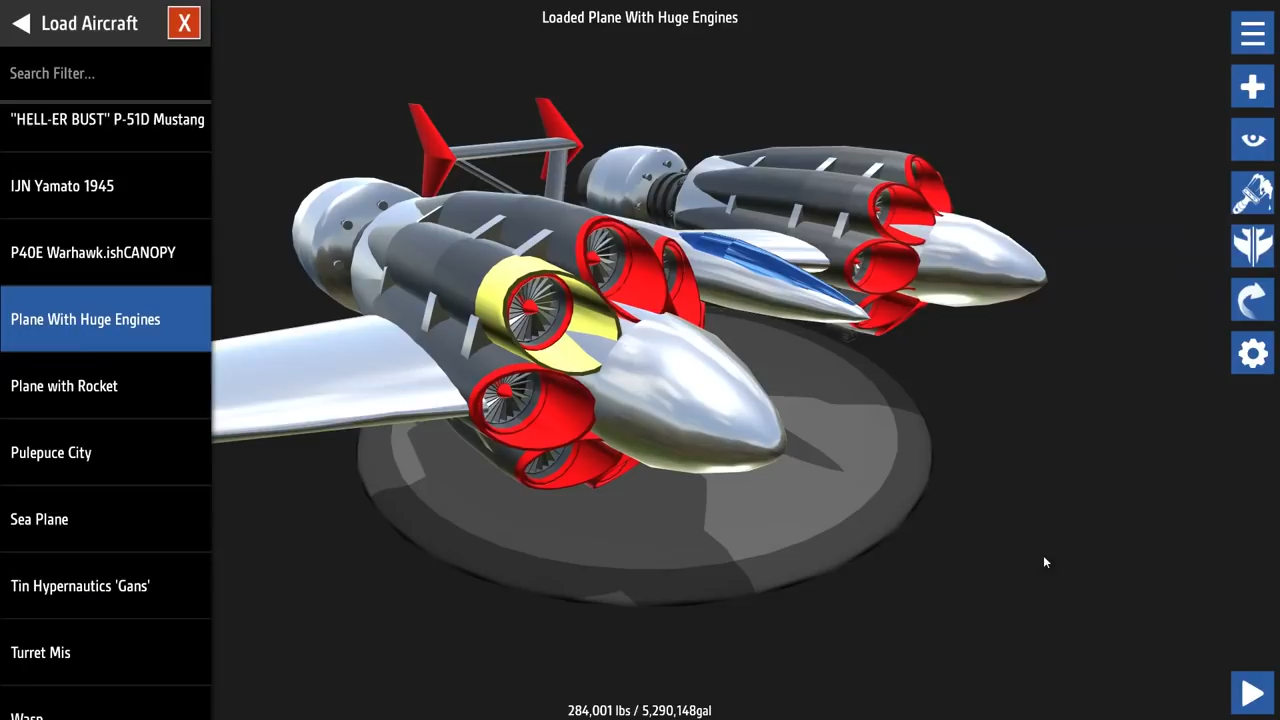 Load Aircraft
X
Loaded Plane With Huge Engines
Search Filter...
"HELL-ER BUST" P-51D Mustang
IJN Yamato 1945
P40E Warhawk.ishCANOPY
Plane With Huge Engines
Plane with Rocket
Pulepuce City
Sea Plane
Tin Hypernautics 'Gans'
Turret Mis
284,001 lbs / 5,290,148gal